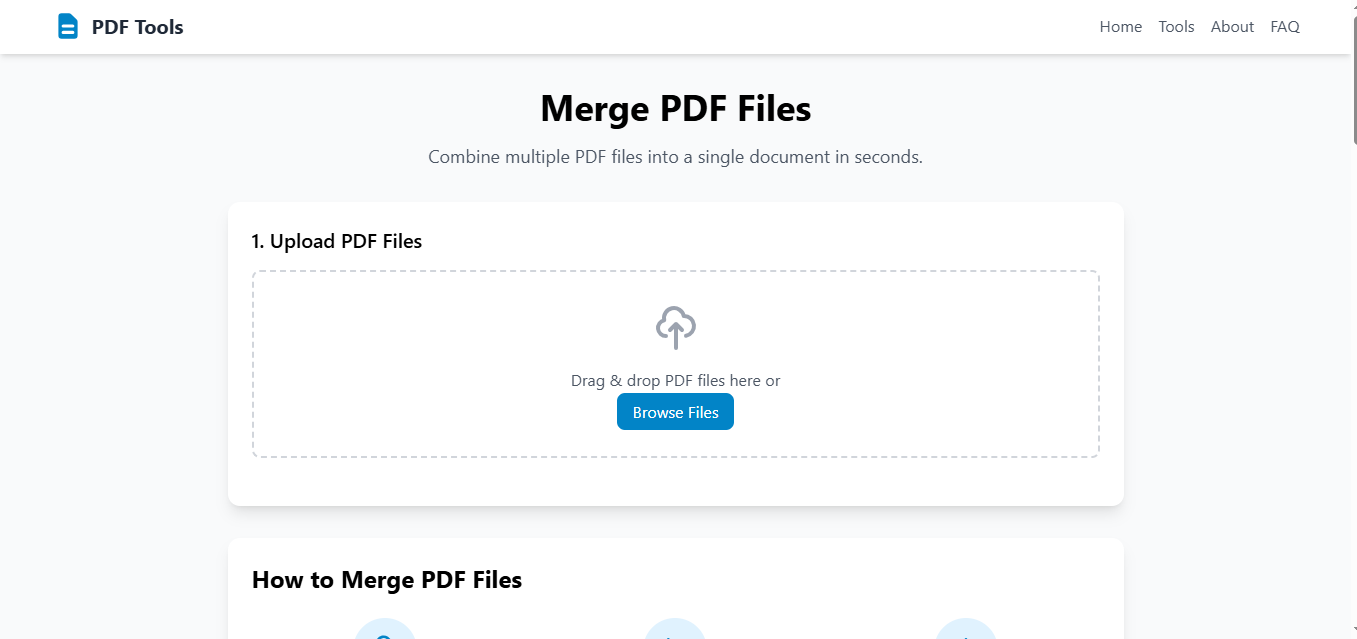 PDF Tools
Home Tools About FAQ
Merge PDF Files
Combine multiple PDF files into a single document in seconds.
1. Upload PDF Files
Drag & drop PDF files here or
Browse Files
How to Merge PDF Files